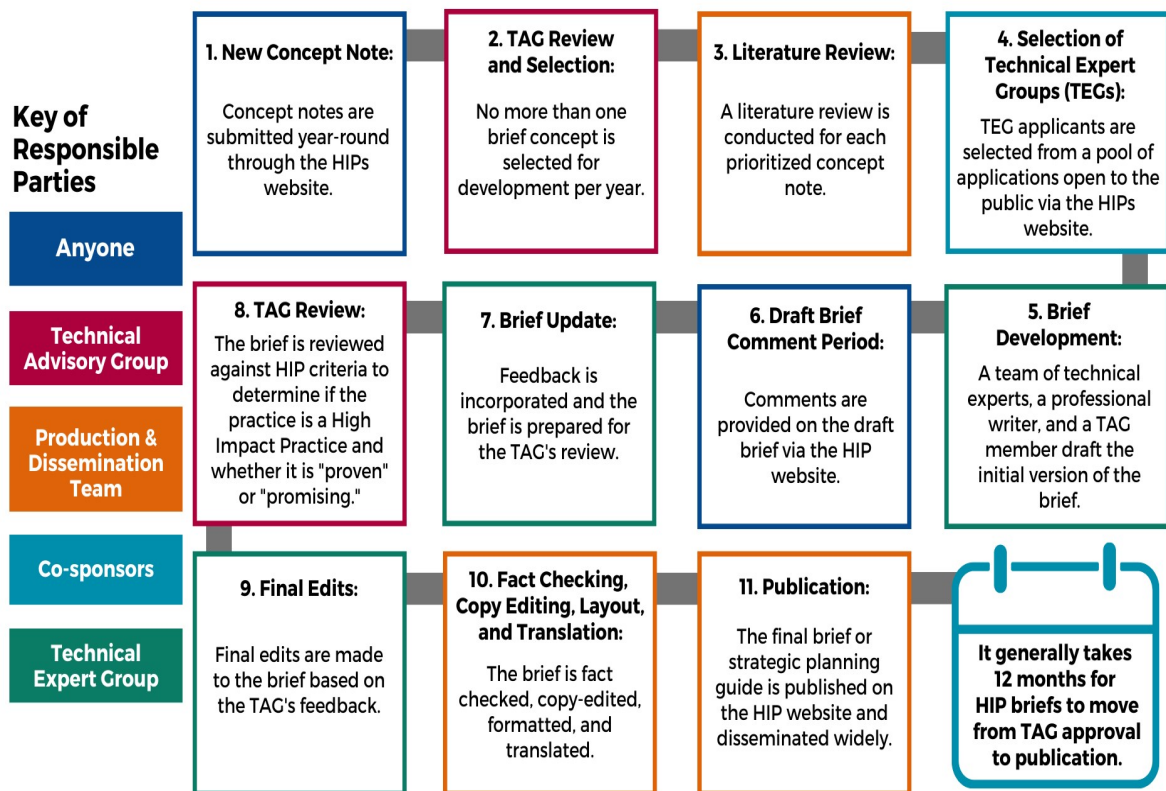 Key of
Responsible
Parties
Anyone
Technical
Advisory Group
Production &
Dissemination
Team
Co-sponsors
Technical
Expert Group
1. New Concept Note:
Concept notes are
submitted year-round
through the HIPs
website.
2. TAG Review
and Selection:
No more than one
brief concept is
selected for
development per year.
3. Literature Review:
A literature review is
conducted for each
prioritized concept
note.
4. Selection of
Technical Expert
Groups (TEGs):
TEG applicants are
selected from a pool of
applications open to the
public via the HIPs
website.
5. Brief
Development:
A team of technical
experts, a professional
writer, and a TAG
member draft the
initial version of the
brief.
6. Draft Brief
Comment Period:
Comments are
provided on the draft
brief via the HIP
website.
7. Brief Update:
Feedback is
incorporated and the
brief is prepared for
the TAG's review.
8. TAG Review:
The brief is reviewed
against HIP criteria to
determine if the
practice is a High
Impact Practice and
whether it is "proven"
or "promising."
9. Final Edits:
Final edits are made
to the brief based on
the TAG's feedback.
10. Fact Checking,
Copy Editing, Layout,
and Translation:
The brief is fact
checked, copy-edited,
formatted, and
translated.
11. Publication:
The final brief or
strategic planning
guide is published on
the HIP website and
disseminated widely.
It generally takes
12 months for
HIP briefs to move
from TAG approval
to publication.